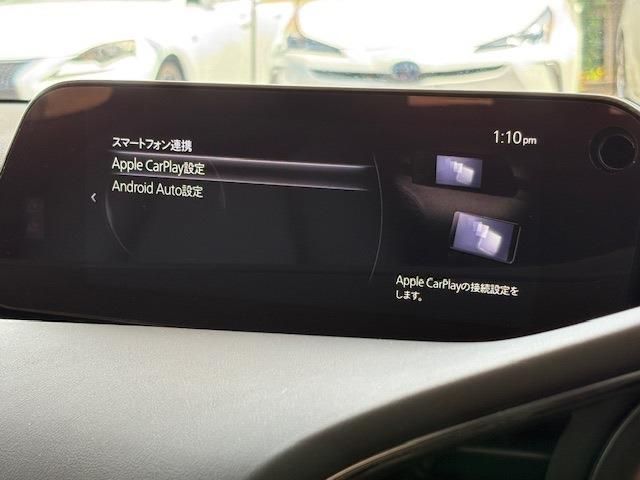 スマートフォン連携
1:10pm
Apple CarPlay設定
Android Auto設定
Apple CarPlayの接続設定を
します。